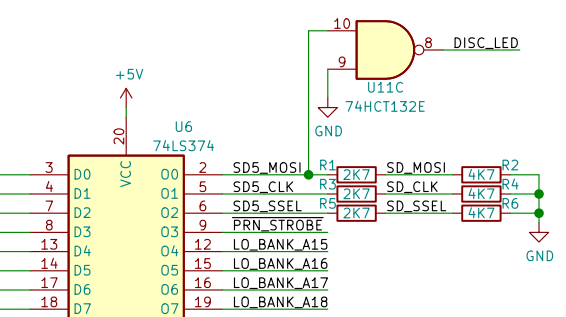 10
8 DISC_LED
9
U11C
74HCT132E
GND
+5V
20
VCC
U6
74LS374
3 D0 O0 2 SD5_MOSI R1 2K7 SD_MOSI R2 4K7
4 D1 O1 5 SD5_CLK R3 2K7 SD_CLK R4 4K7
7 D2 O2 6 SD5_SSEL R5 2K7 SD_SSEL R6 4K7
8 D3 O3 9 PRN_STROBE
13 D4 O4 12 LO_BANK_A15
14 D5 O5 15 LO_BANK_A16
17 D6 O6 16 LO_BANK_A17
18 D7 O7 19 LO_BANK_A18
GND